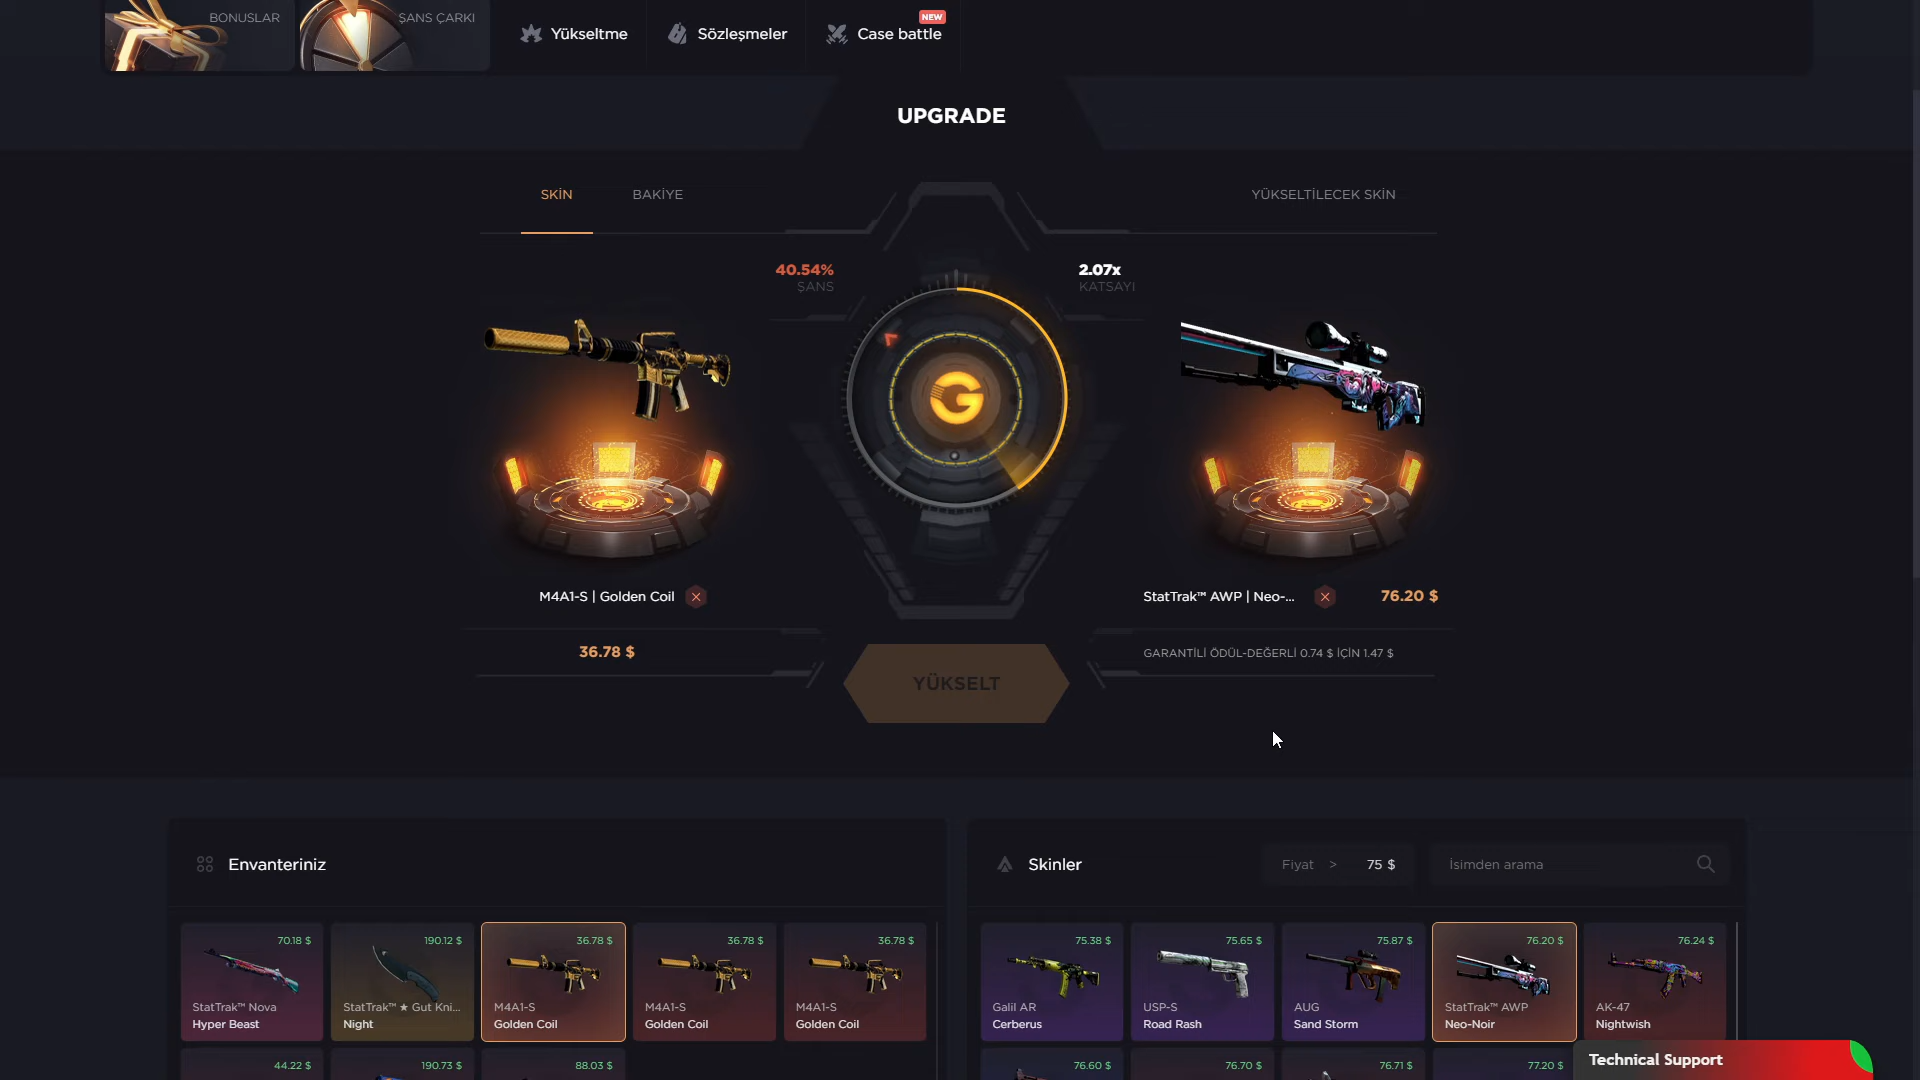 BONUSLAR
ŞANS ÇARKI
Yükseltme
Sözleşmeler
NEW
Case battle
UPGRADE
SKİN
BAKİYE
YÜKSELTİLECEK SKİN
40.54%
ŞANS
2.07x
KATSAYI
G
M4A1-S | Golden Coil
StatTrak™ AWP | Neo-...
76.20 $
36.78 $
GARANTİLİ ÖDÜL-DEĞERLİ 0.74 $ İÇİN 1.47 $
YÜKSELT
Envanteriniz
Skinler
Fiyat > 75 $
İsimden arama
70.18 $
StatTrak™ Nova
Hyper Beast
190.12 $
StatTrak™ ★ Gut Kni...
Night
36.78 $
M4A1-S
Golden Coil
36.78 $
M4A1-S
Golden Coil
36.78 $
M4A1-S
Golden Coil
75.38 $
Galil AR
Cerberus
75.65 $
USP-S
Road Rash
75.87 $
AUG
Sand Storm
76.20 $
StatTrak™ AWP
Neo-Noir
76.24 $
AK-47
Nightwish
44.22 $
190.73 $
88.03 $
76.60 $
76.70 $
76.71 $
77.20 $
Technical Support